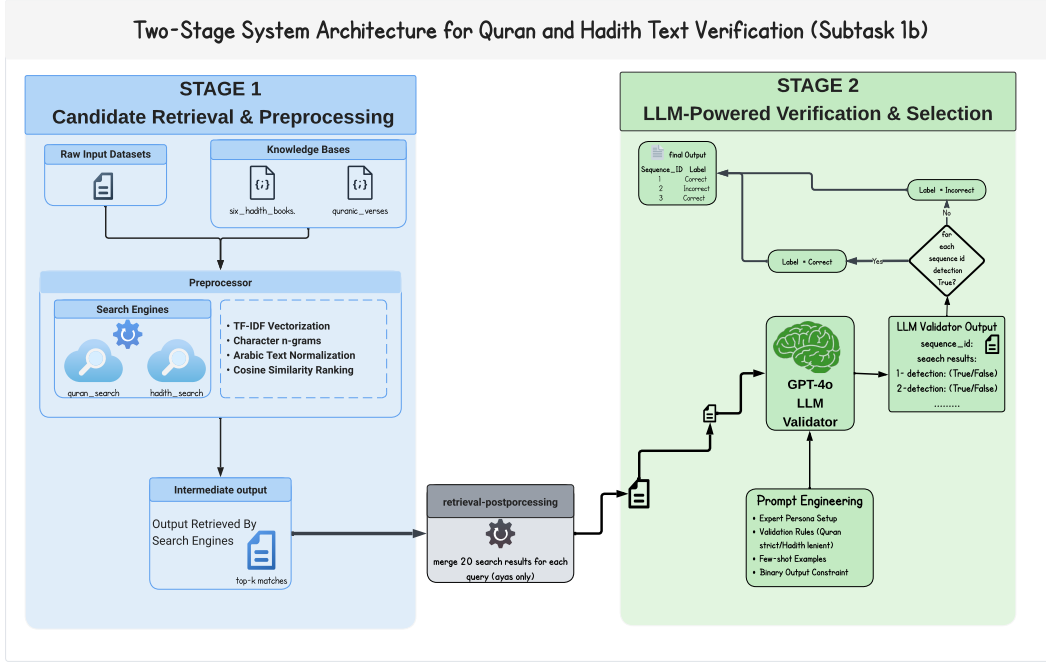 Two-Stage System Architecture for Quran and Hadith Text Verification (Subtask 1b)
STAGE 1
Candidate Retrieval & Preprocessing
Raw Input Datasets
Knowledge Bases
{;}
{;}
six_hadith_books.
quranic_verses
Preprocessor
Search Engines
quran_search
hadith_search
• TF-IDF Vectorization
• Character n-grams
• Arabic Text Normalization
• Cosine Similarity Ranking
Intermediate output
Output Retrieved By
Search Engines
top-k matches
retrieval-postporcessing
merge 20 search results for each
query (ayas only)
STAGE 2
LLM-Powered Verification & Selection
final Output
Sequence_ID Label
1 Correct
2 Incorrect
3 Correct
Label = Incorrect
No
for
each
sequence id
detection
True?
Yes
Label = Correct
LLM Validator Output
sequence_id:
seaech results:
1- detection: (True/False)
2-detection: (True/False)
.........
GPT-4o
LLM
Validator
Prompt Engineering
• Expert Persona Setup
• Validation Rules (Quran
strict/Hadith lenient)
• Few-shot Examples
• Binary Output Constraint